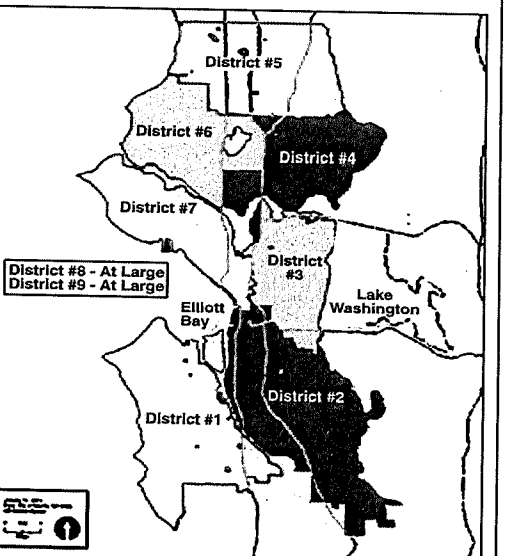 District #5
District #6
District #4
District #7
District
#3
District #8 - At Large
District #9 - At Large
Elliott
Bay
Lake
Washington
District #2
District #1